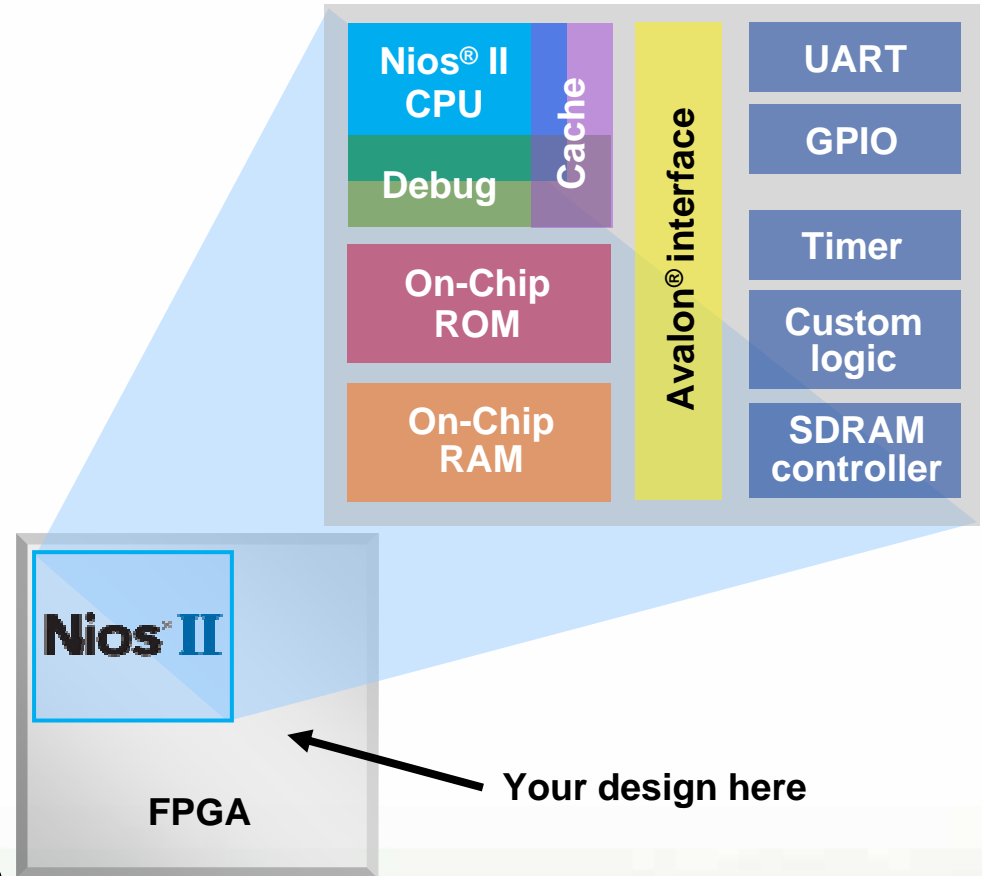 Nios® II
CPU
Cache
Debug
On-Chip
ROM
On-Chip
RAM
Avalon® interface
UART
GPIO
Timer
Custom
logic
SDRAM
controller
Nios II
FPGA
Your design here